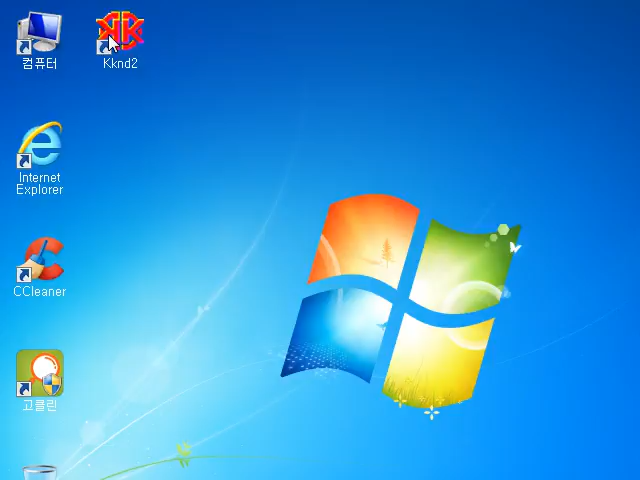 컴퓨터
Kknd2
Internet
Explorer
CCleaner
고클린